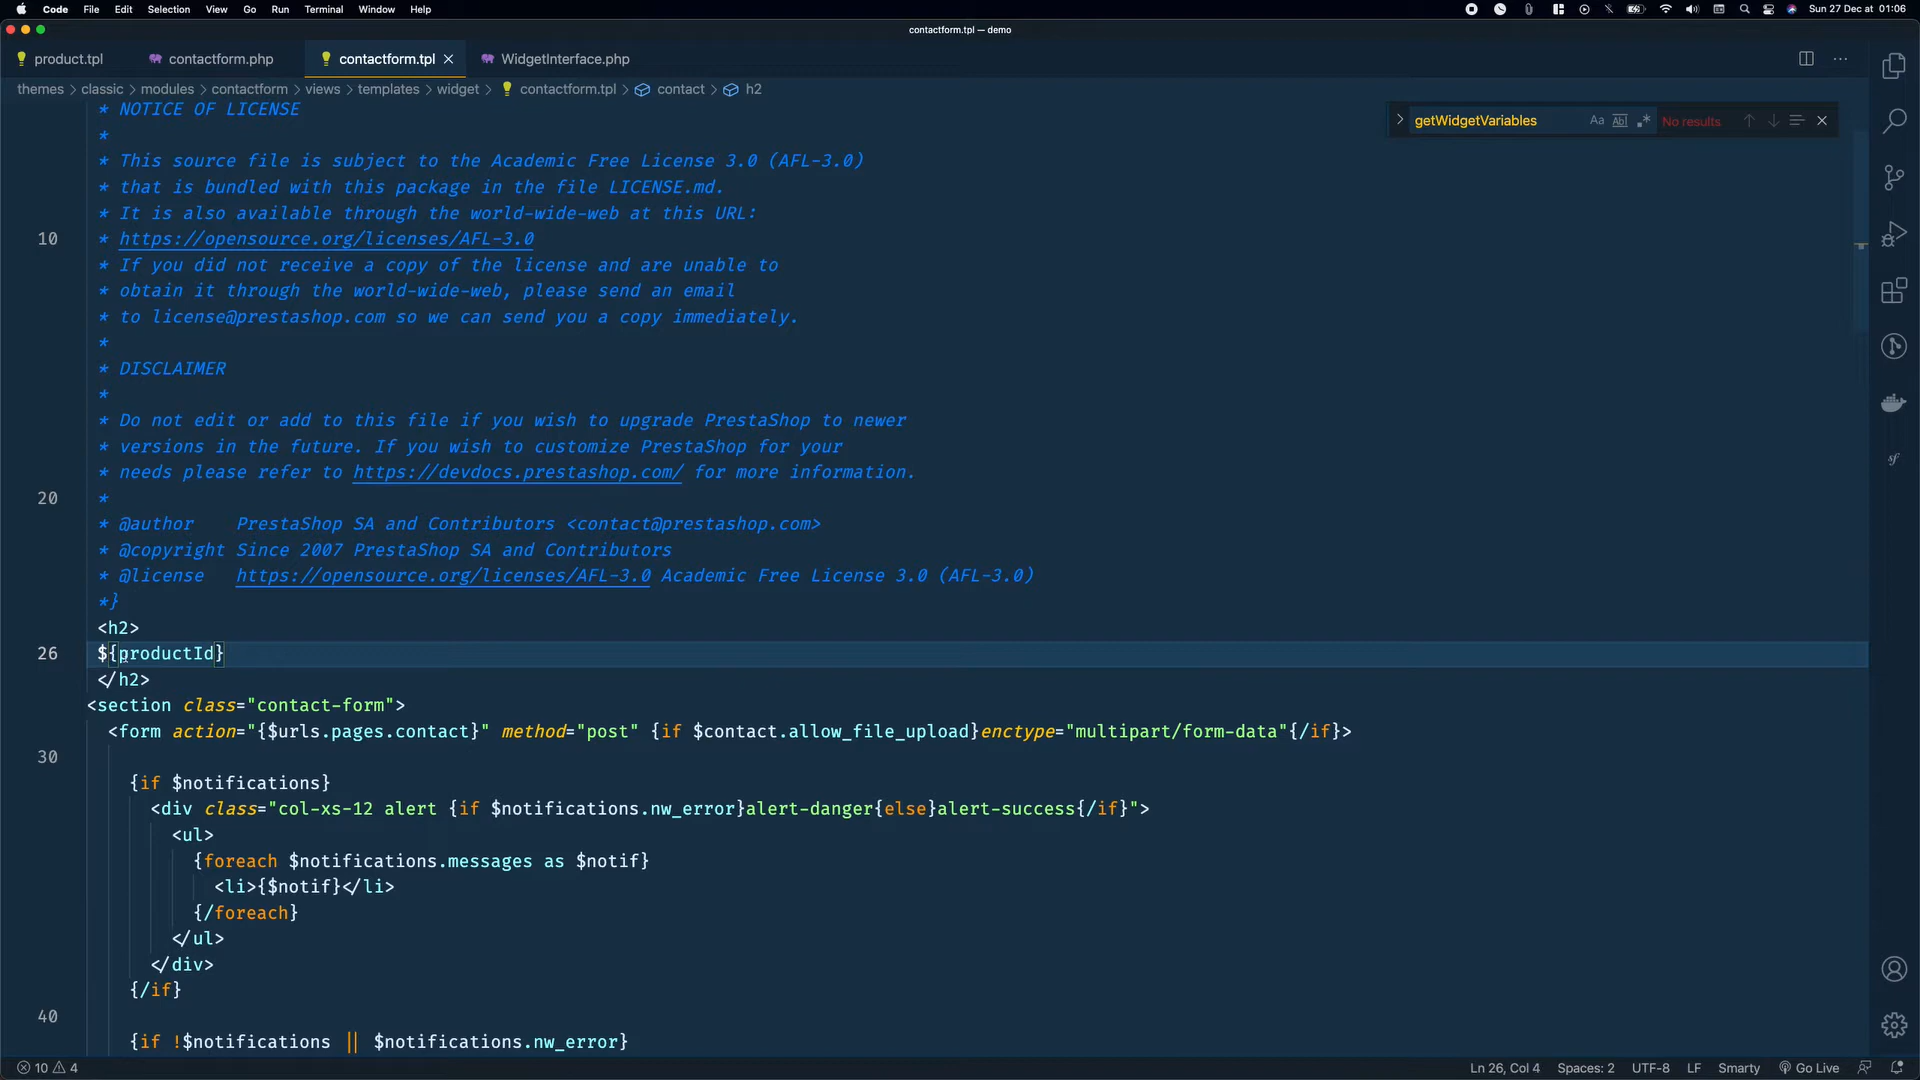 Code File Edit Selection View Go Run Terminal Window Help Sun 27 Dec at 01:06
contactform.tpl — demo
product.tpl contactform.php contactform.tpl WidgetInterface.php
themes > classic > modules > contactform > views > templates > widget > contactform.tpl > contact > h2
getWidgetVariables Aa Abl .* No results
* NOTICE OF LICENSE
*
* This source file is subject to the Academic Free License 3.0 (AFL-3.0)
* that is bundled with this package in the file LICENSE.md.
* It is also available through the world-wide-web at this URL:
10 * https://opensource.org/licenses/AFL-3.0
* If you did not receive a copy of the license and are unable to
* obtain it through the world-wide-web, please send an email
* to license@prestashop.com so we can send you a copy immediately.
*
* DISCLAIMER
*
* Do not edit or add to this file if you wish to upgrade PrestaShop to newer
* versions in the future. If you wish to customize PrestaShop for your
* needs please refer to https://devdocs.prestashop.com/ for more information.
20 *
* @author    PrestaShop SA and Contributors <contact@prestashop.com>
* @copyright Since 2007 PrestaShop SA and Contributors
* @license   https://opensource.org/licenses/AFL-3.0 Academic Free License 3.0 (AFL-3.0)
*}
<h2>
26 ${productId}
</h2>
<section class="contact-form">
<form action="{$urls.pages.contact}" method="post" {if $contact.allow_file_upload}enctype="multipart/form-data"{/if}>
30
{if $notifications}
<div class="col-xs-12 alert {if $notifications.nw_error}alert-danger{else}alert-success{/if}">
<ul>
{foreach $notifications.messages as $notif}
<li>{$notif}</li>
{/foreach}
</ul>
</div>
{/if}
40
{if !$notifications || $notifications.nw_error}
10 4 Ln 26, Col 4 Spaces: 2 UTF-8 LF Smarty Go Live